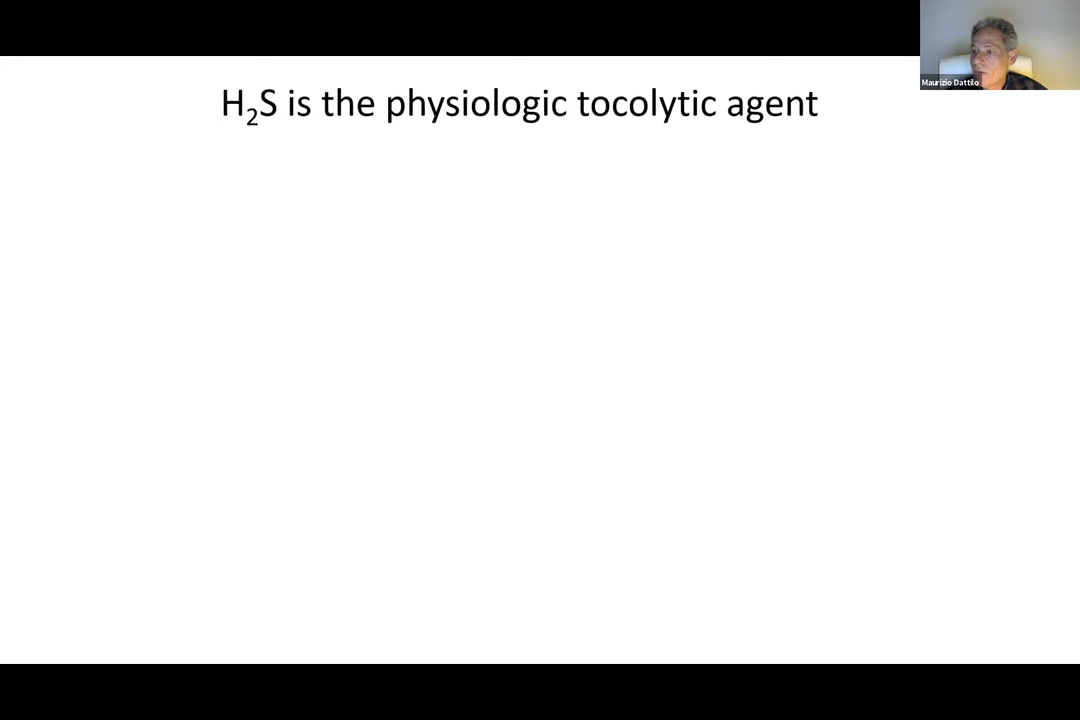 H₂S is the physiologic tocolytic agent
Maurizio Dattilo